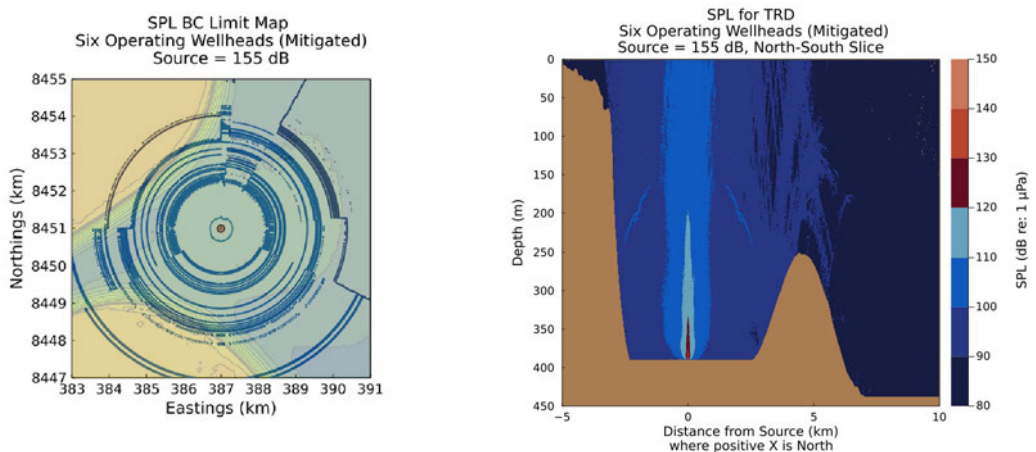 SPL BC Limit Map
Six Operating Wellheads (Mitigated)
Source = 155 dB
8455
8454
8453
8452
8451
8450
8449
8448
8447
Northings (km)
383 384 385 386 387 388 389 390 391
Eastings (km)
SPL for TRD
Six Operating Wellheads (Mitigated)
Source = 155 dB, North-South Slice
0
50
100
150
200
250
300
350
400
450
Depth (m)
-5 0 5 10
Distance from Source (km)
where positive X is North
150
140
130
120
110
100
90
80
SPL (dB re: 1 μPa)